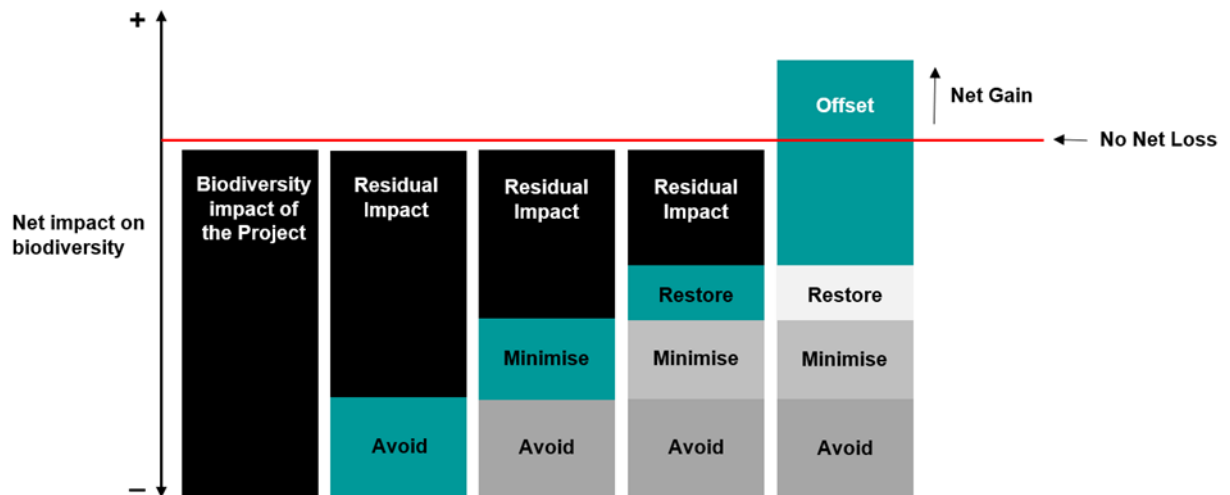 +
Net impact on
biodiversity
–
Biodiversity
impact of
the Project
Residual
Impact
Avoid
Residual
Impact
Minimise
Avoid
Residual
Impact
Restore
Minimise
Avoid
Offset
Restore
Minimise
Avoid
Net Gain
No Net Loss